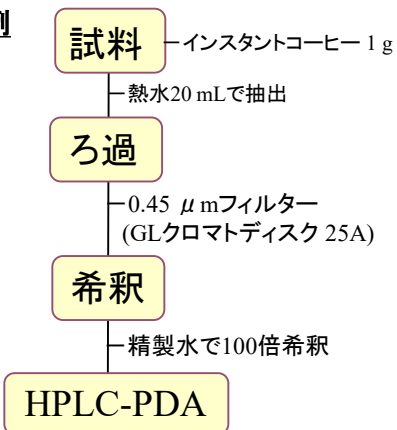 試料
インスタントコーヒー 1 g
熱水20 mLで抽出
ろ過
0.45 μmフィルター
(GLクロマトディスク 25A)
希釈
精製水で100倍希釈
HPLC-PDA